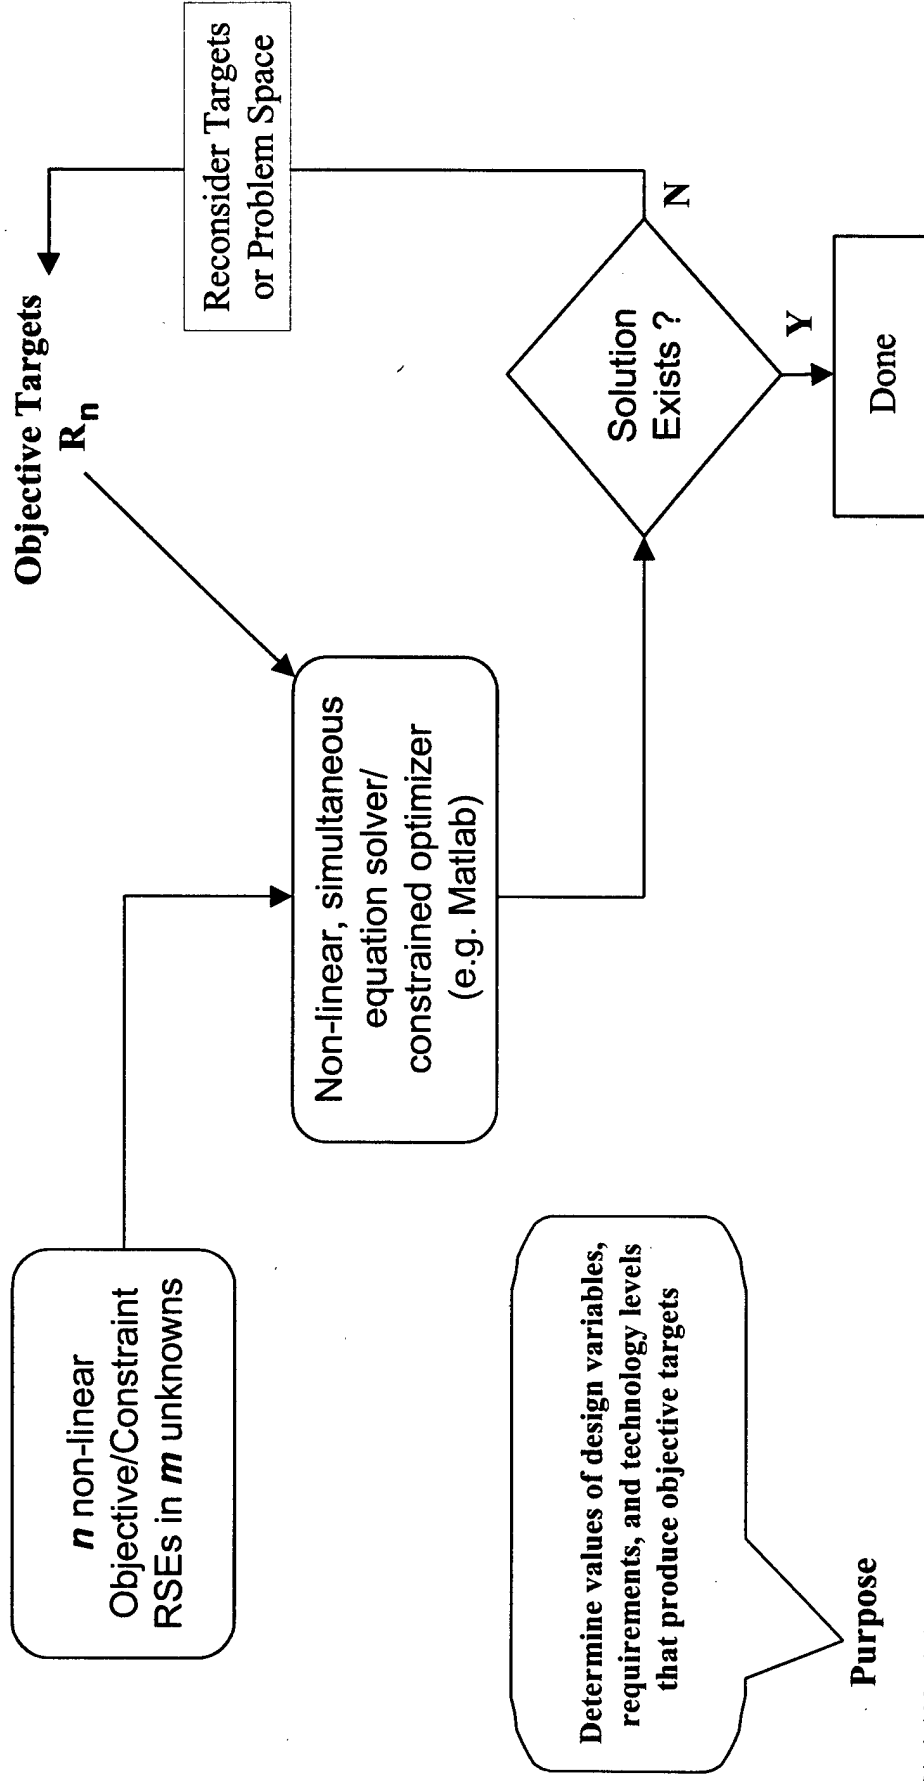 n non-linear
Objective/Constraint
RSEs in m unknowns
Objective Targets
Rn
Non-linear, simultaneous
equation solver/
constrained optimizer
(e.g. Matlab)
Reconsider Targets
or Problem Space
Solution
Exists ?
N
Y
Done
Determine values of design variables,
requirements, and technology levels
that produce objective targets
Purpose